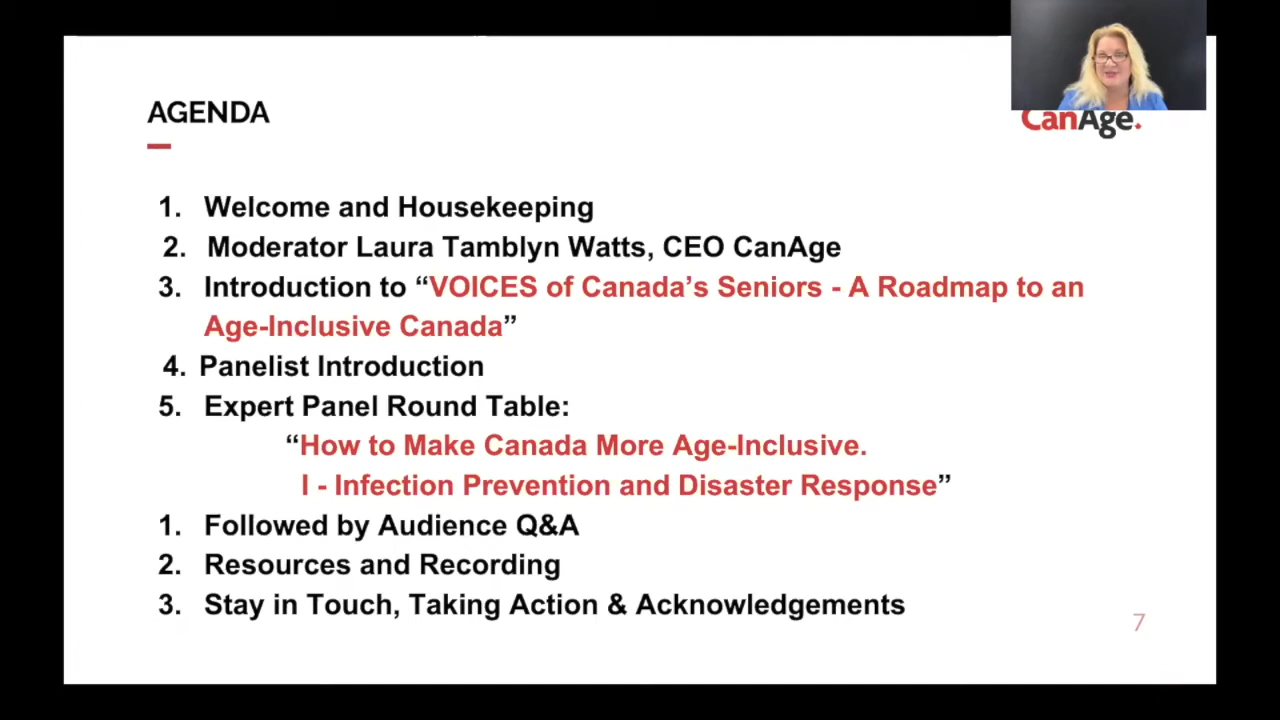 AGENDA
CanAge.
1. Welcome and Housekeeping
2. Moderator Laura Tamblyn Watts, CEO CanAge
3. Introduction to “VOICES of Canada’s Seniors - A Roadmap to an
Age-Inclusive Canada”
4. Panelist Introduction
5. Expert Panel Round Table:
“How to Make Canada More Age-Inclusive.
I - Infection Prevention and Disaster Response”
1. Followed by Audience Q&A
2. Resources and Recording
3. Stay in Touch, Taking Action & Acknowledgements
7